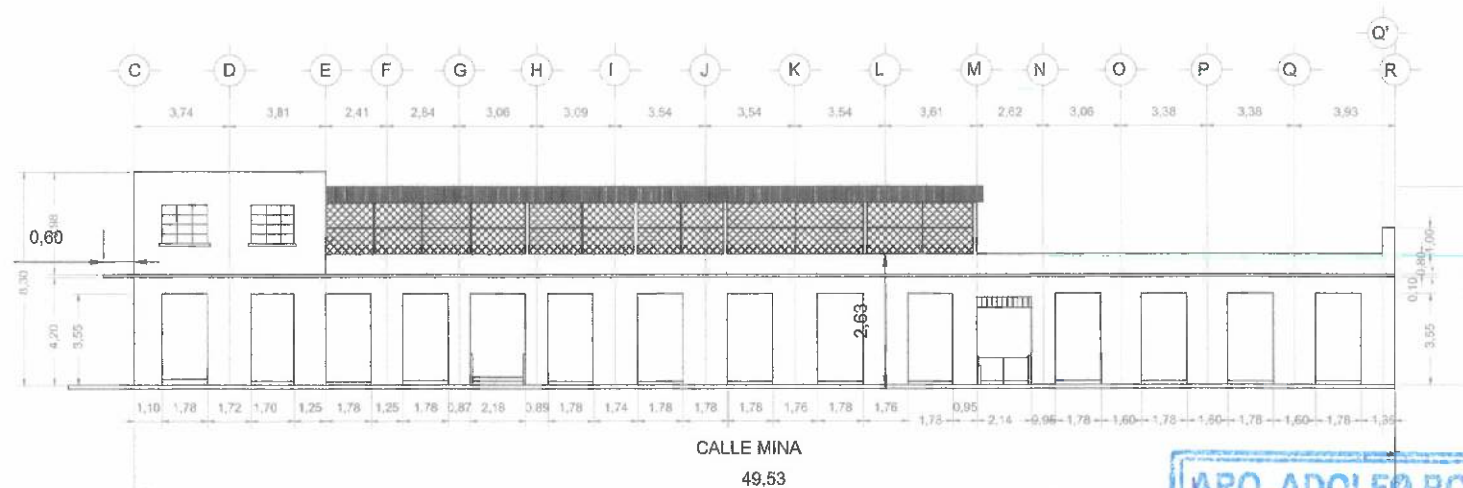 Q'
C D E F G H I J K L M N O P Q R
3,74 3,81 2,41 2,84 3,06 3,09 3,54 3,54 3,54 3,61 2,62 3,06 3,38 3,38 3,93
0,60
8,30
4,20
3,55
2,63
1,00
0,80
0,10
3,55
1,10 1,78 1,72 1,70 1,25 1,78 1,25 1,78 0,87 2,18 0,89 1,78 1,74 1,78 1,78 1,78 1,76 1,78 1,76 1,78 0,95 2,14 0,95 1,78 1,60 1,78 1,60 1,78 1,60 1,78 1,35
CALLE MINA
49,53
ARQ. ADOLFO